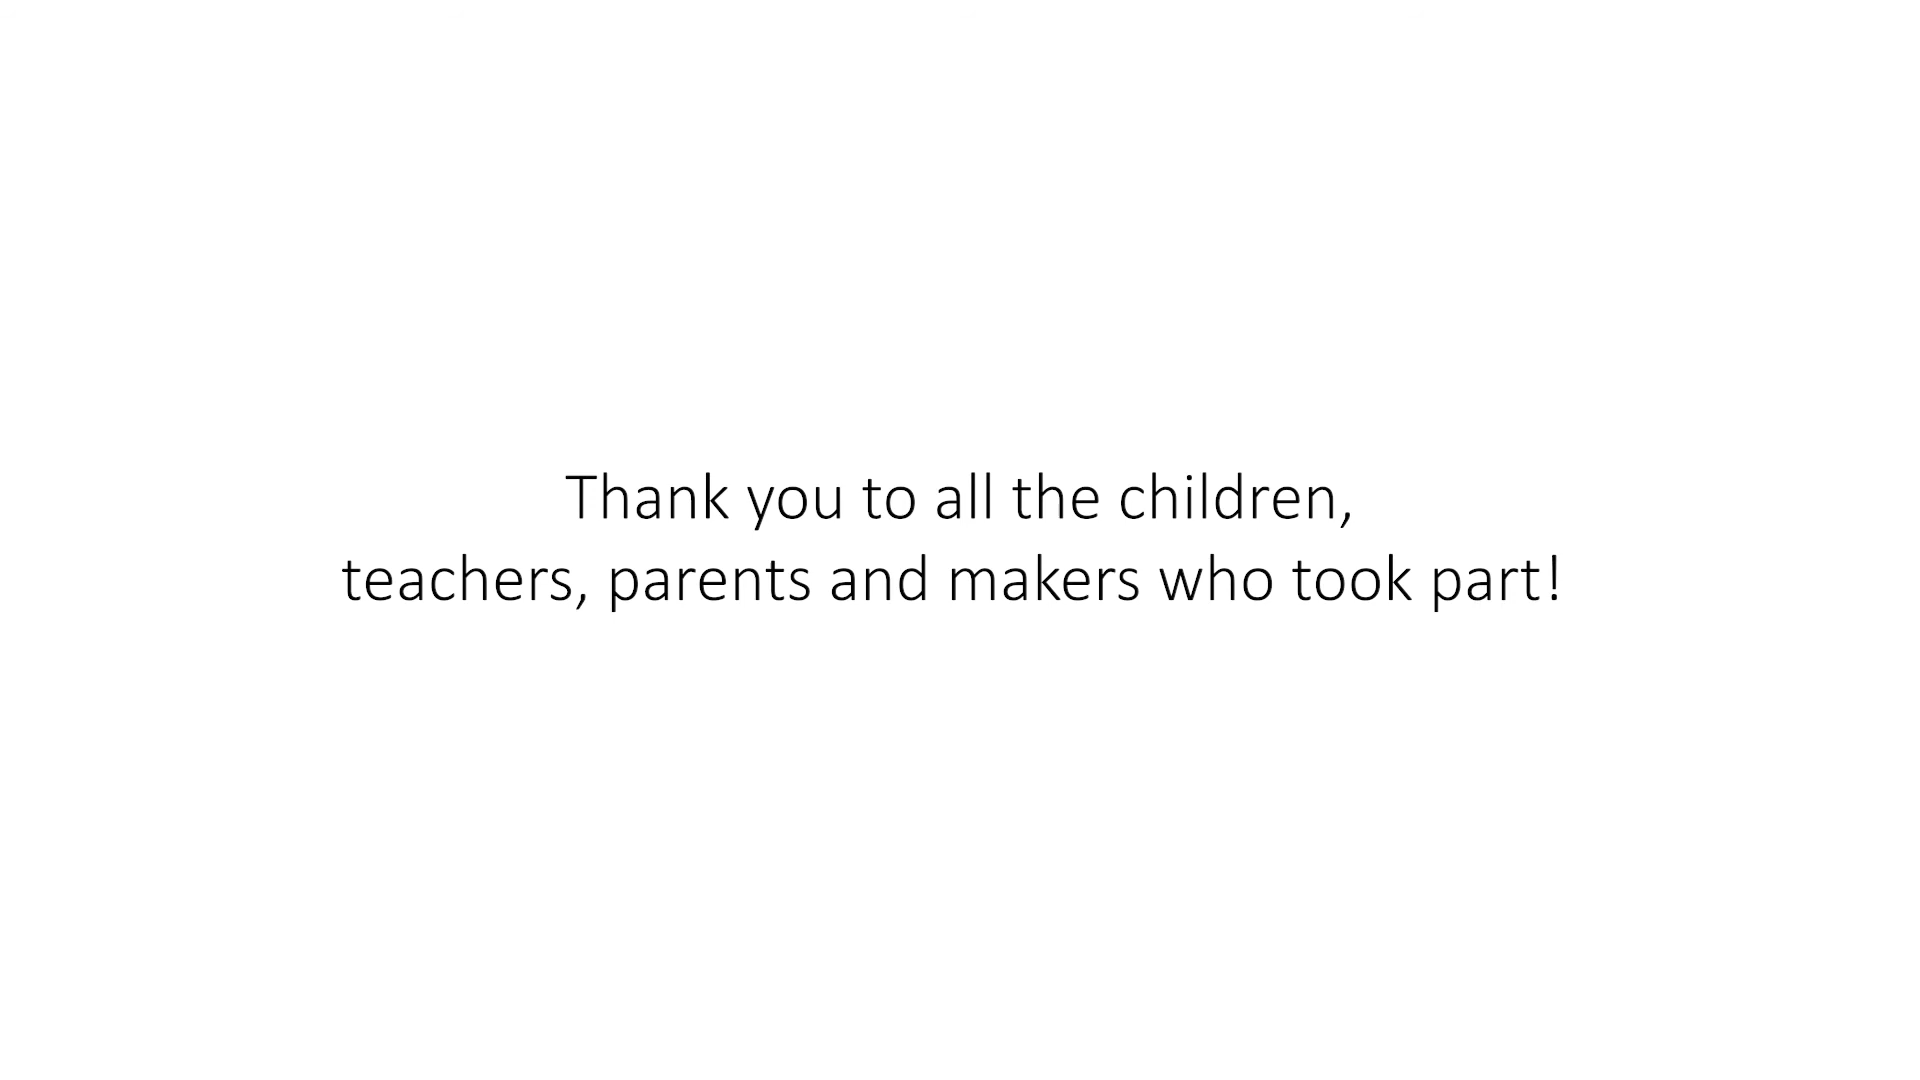 Thank you to all the children,
teachers, parents and makers who took part!